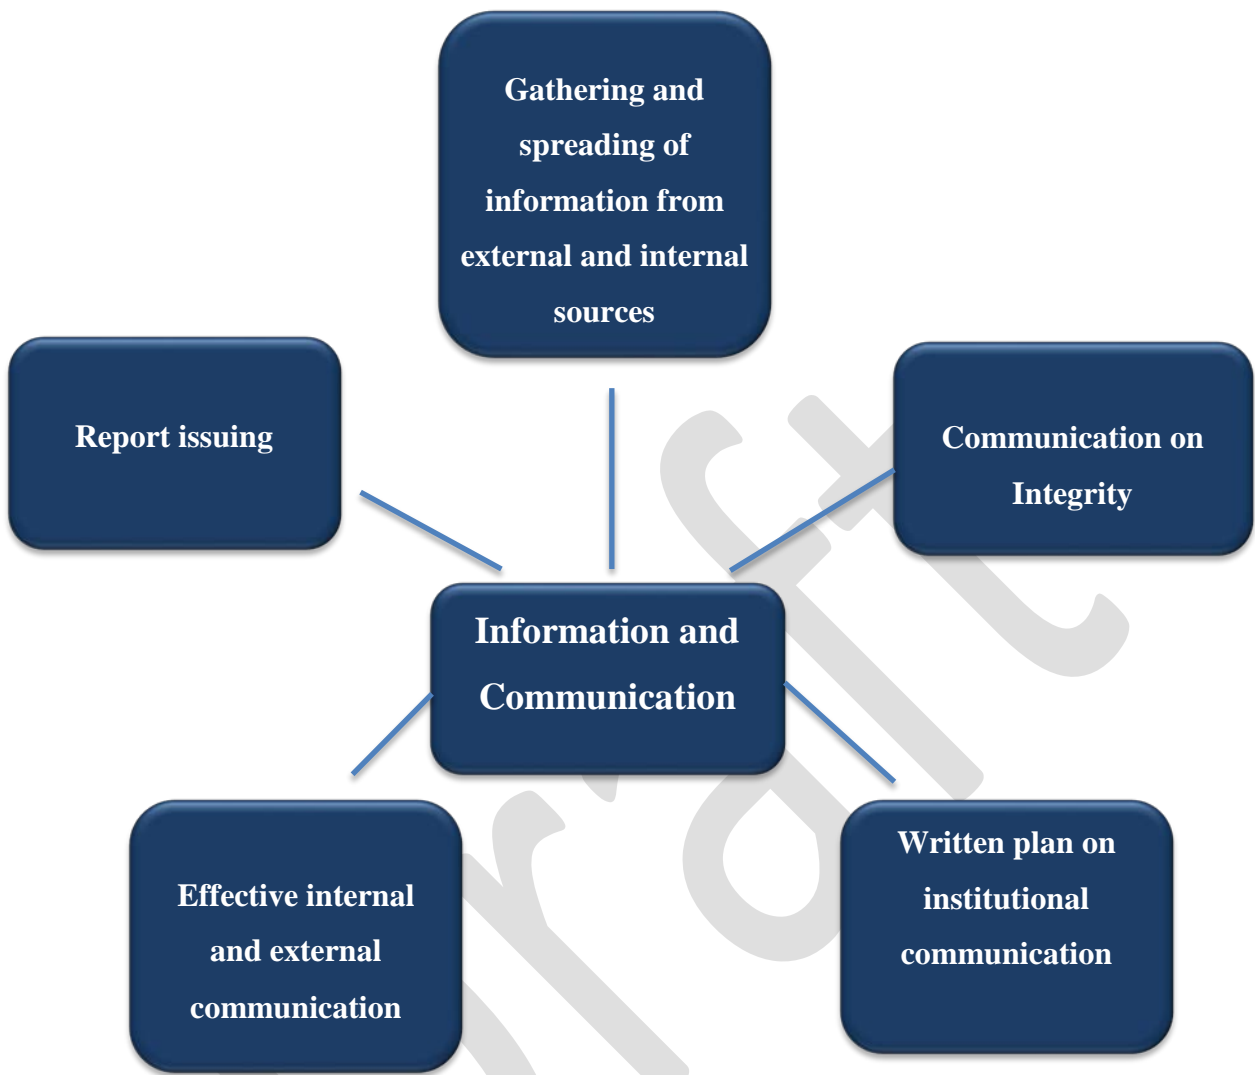 Gathering and
spreading of
information from
external and internal
sources
Report issuing
Communication on
Integrity
Information and
Communication
Effective internal
and external
communication
Written plan on
institutional
communication
Draft